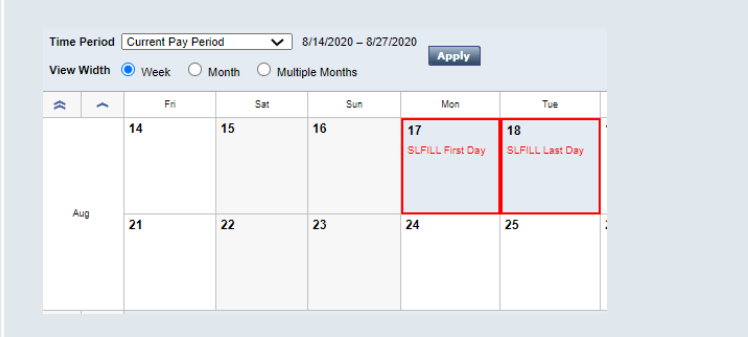 Time Period Current Pay Period 8/14/2020 – 8/27/2020
Apply
View Width Week Month Multiple Months
Fri Sat Sun Mon Tue
14 15 16 17 18
SLFILL First Day SLFILL Last Day
Aug
21 22 23 24 25